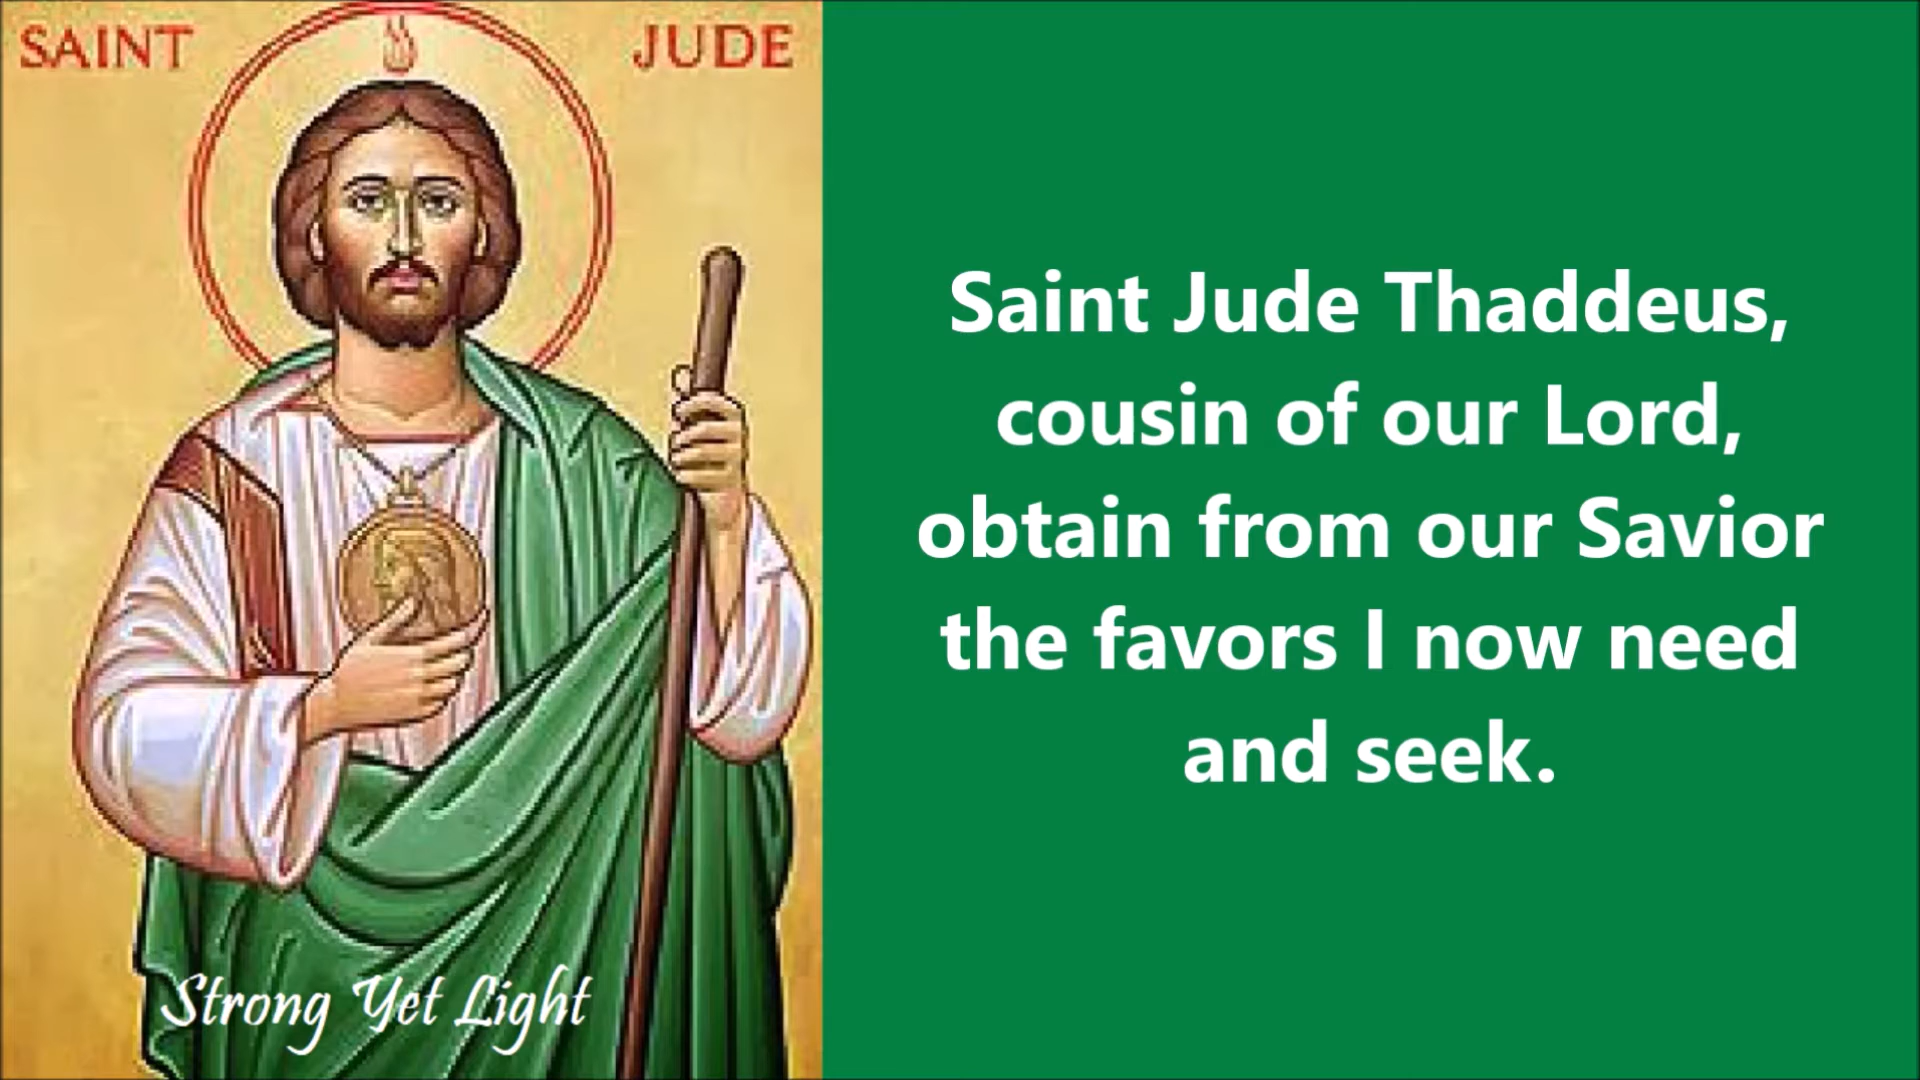 SAINT JUDE
Saint Jude Thaddeus,
cousin of our Lord,
obtain from our Savior
the favors I now need
and seek.
Strong Yet Light